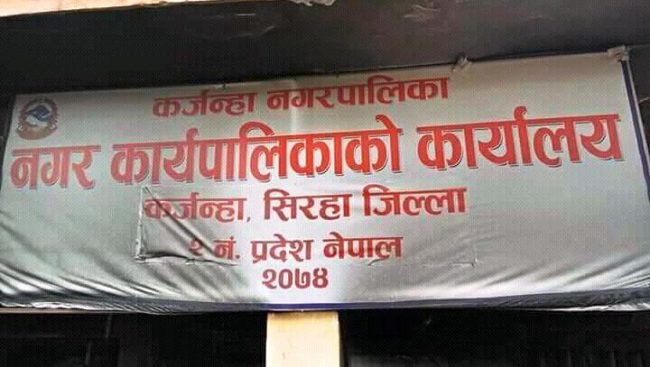 कर्जन्हा नगरपालिका
नगर कार्यपालिकाको कार्यालय
कर्जन्हा, सिरहा जिल्ला
२ नं. प्रदेश नेपाल
२०७४